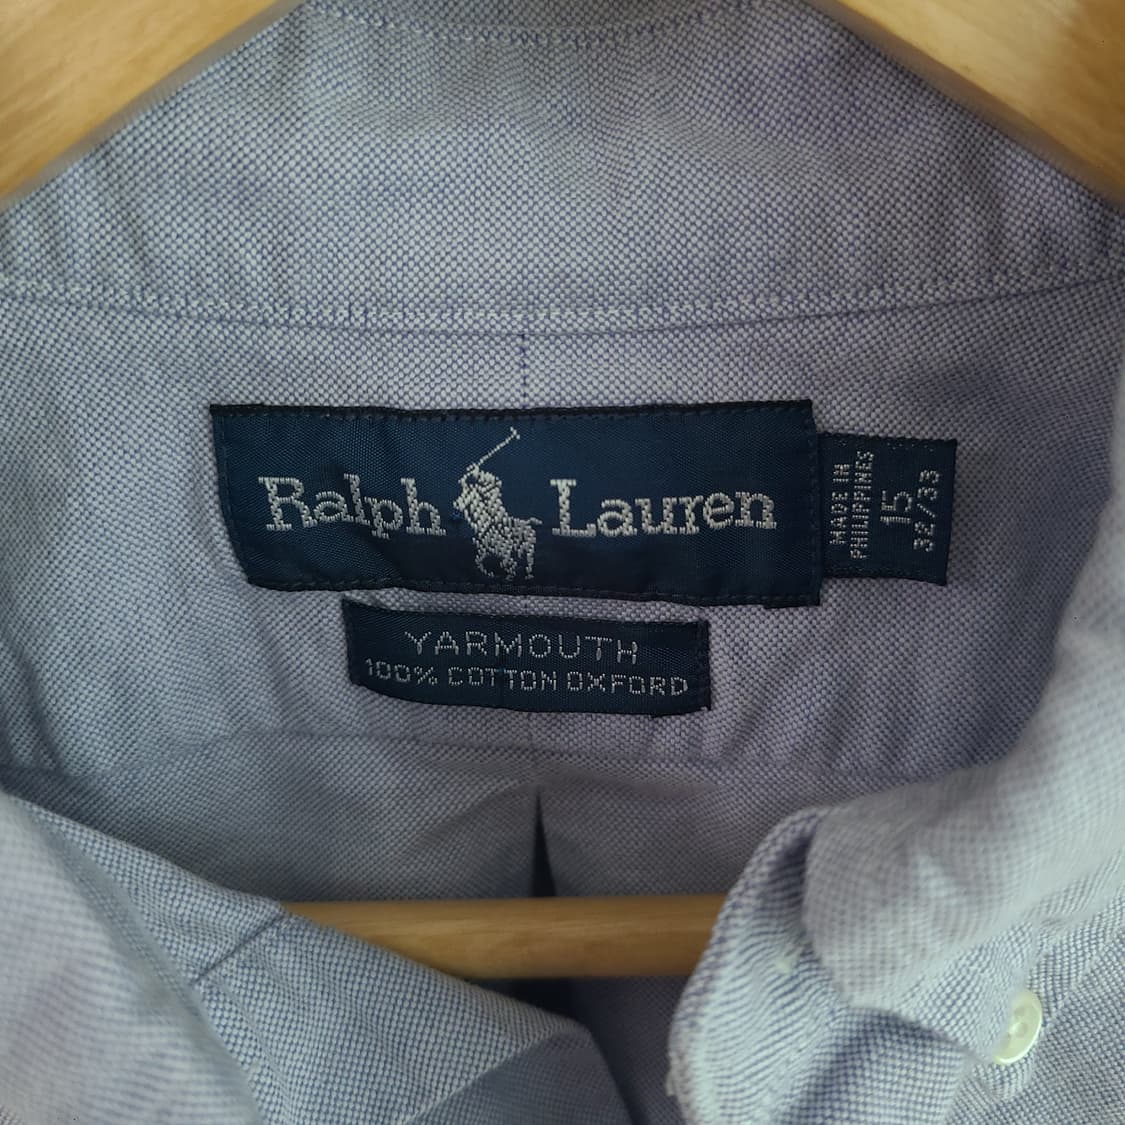 Ralph Lauren
MADE IN
PHILIPPINES
15
32/33
YARMOUTH
100% COTTON OXFORD